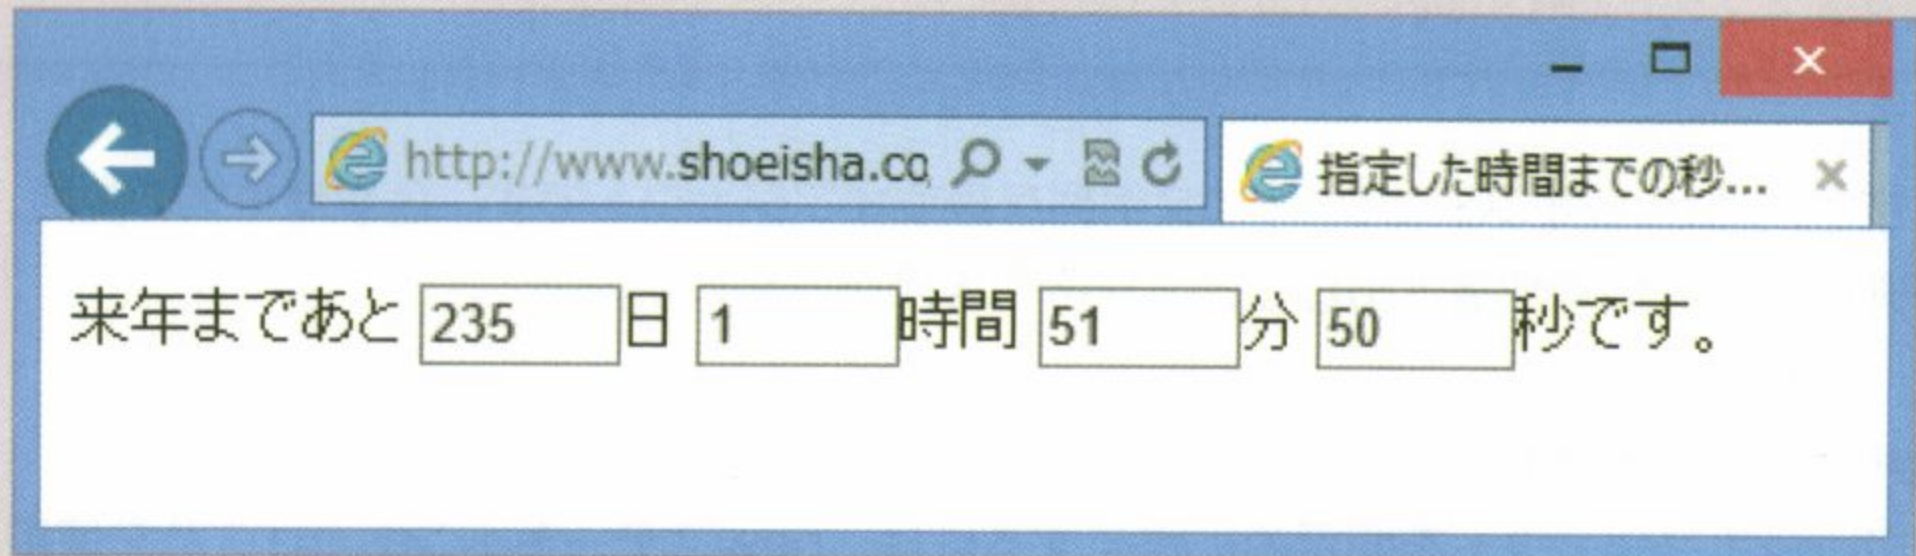 http://www.shoeisha.co
指定した時間までの秒...
来年まであと 235 日 1 時間 51 分 50 秒です。